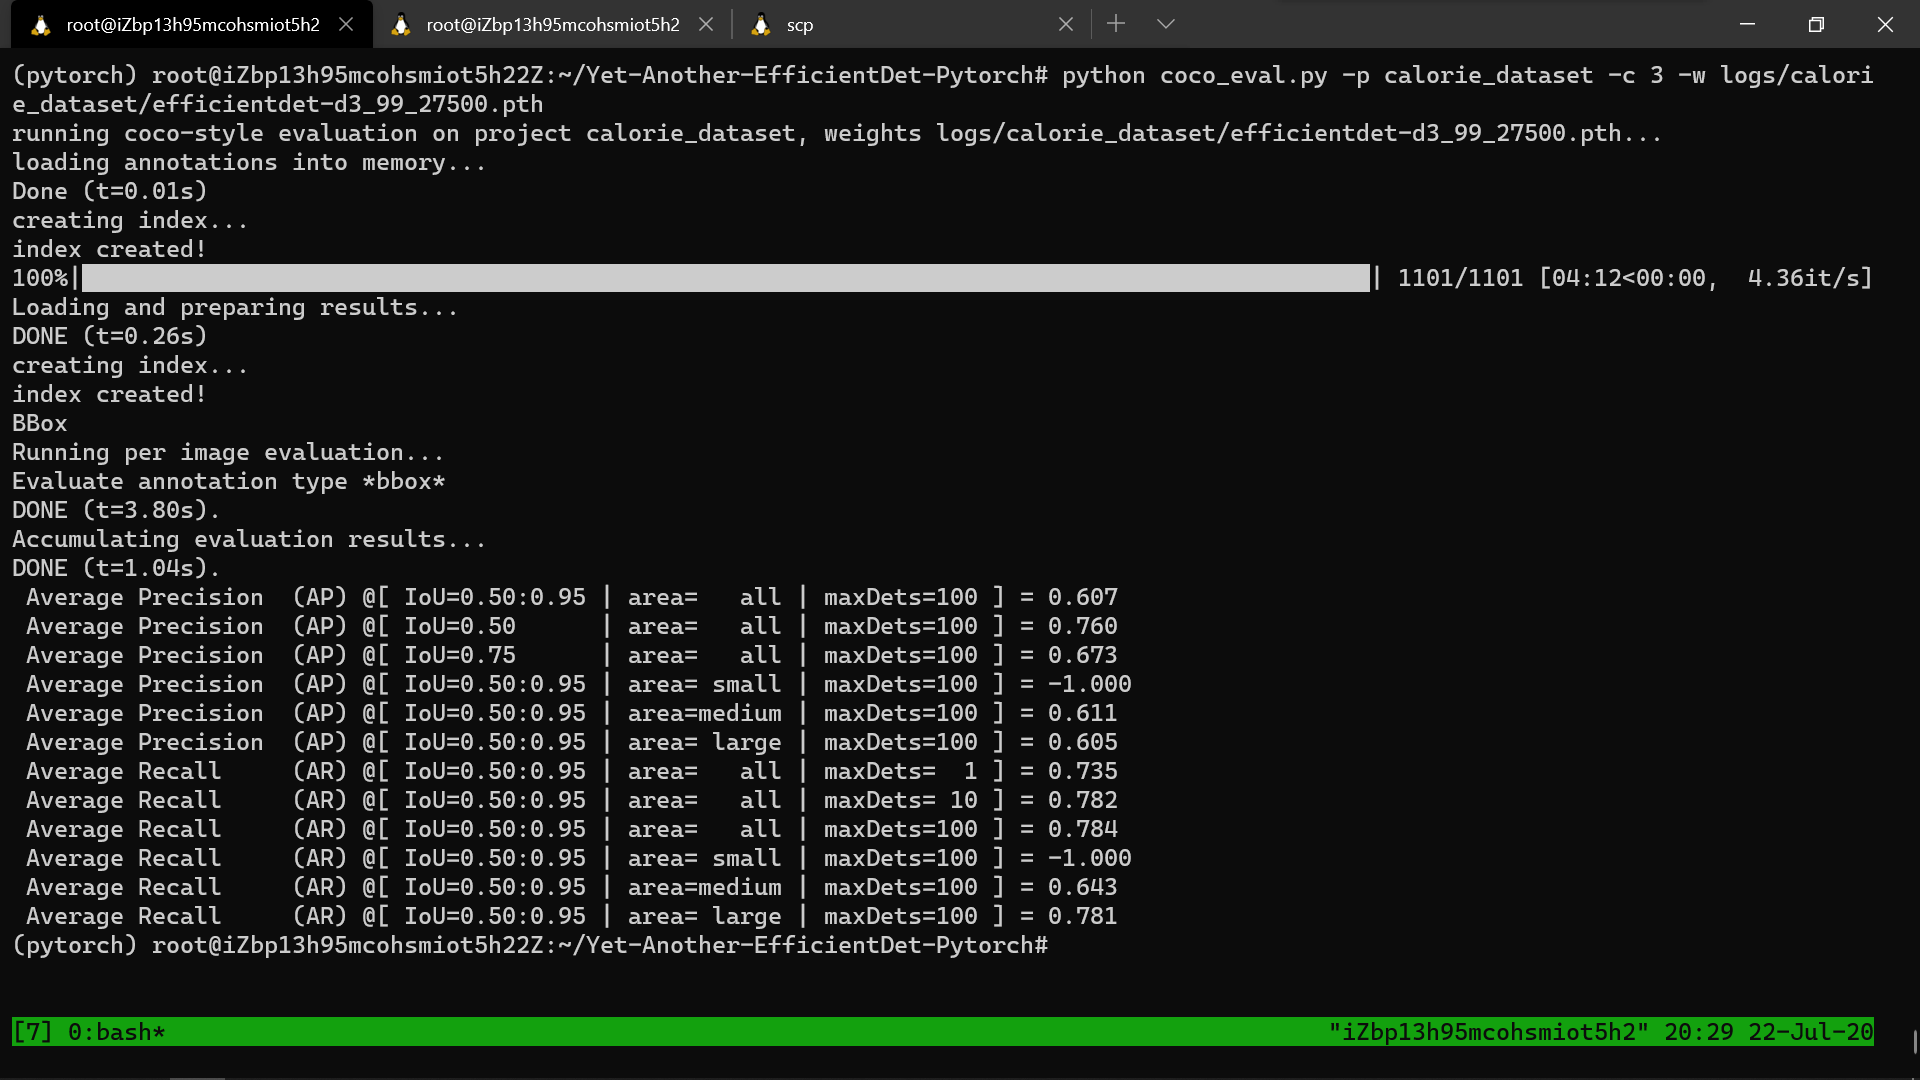 root@iZbp13h95mcohsmiot5h2 root@iZbp13h95mcohsmiot5h2 scp
(pytorch) root@iZbp13h95mcohsmiot5h22Z:~/Yet-Another-EfficientDet-Pytorch# python coco_eval.py -p calorie_dataset -c 3 -w logs/calori
e_dataset/efficientdet-d3_99_27500.pth
running coco-style evaluation on project calorie_dataset, weights logs/calorie_dataset/efficientdet-d3_99_27500.pth...
loading annotations into memory...
Done (t=0.01s)
creating index...
index created!
100%| | 1101/1101 [04:12<00:00,  4.36it/s]
Loading and preparing results...
DONE (t=0.26s)
creating index...
index created!
BBox
Running per image evaluation...
Evaluate annotation type *bbox*
DONE (t=3.80s).
Accumulating evaluation results...
DONE (t=1.04s).
 Average Precision  (AP) @[ IoU=0.50:0.95 | area=   all | maxDets=100 ] = 0.607
 Average Precision  (AP) @[ IoU=0.50      | area=   all | maxDets=100 ] = 0.760
 Average Precision  (AP) @[ IoU=0.75      | area=   all | maxDets=100 ] = 0.673
 Average Precision  (AP) @[ IoU=0.50:0.95 | area= small | maxDets=100 ] = -1.000
 Average Precision  (AP) @[ IoU=0.50:0.95 | area=medium | maxDets=100 ] = 0.611
 Average Precision  (AP) @[ IoU=0.50:0.95 | area= large | maxDets=100 ] = 0.605
 Average Recall     (AR) @[ IoU=0.50:0.95 | area=   all | maxDets=  1 ] = 0.735
 Average Recall     (AR) @[ IoU=0.50:0.95 | area=   all | maxDets= 10 ] = 0.782
 Average Recall     (AR) @[ IoU=0.50:0.95 | area=   all | maxDets=100 ] = 0.784
 Average Recall     (AR) @[ IoU=0.50:0.95 | area= small | maxDets=100 ] = -1.000
 Average Recall     (AR) @[ IoU=0.50:0.95 | area=medium | maxDets=100 ] = 0.643
 Average Recall     (AR) @[ IoU=0.50:0.95 | area= large | maxDets=100 ] = 0.781
(pytorch) root@iZbp13h95mcohsmiot5h22Z:~/Yet-Another-EfficientDet-Pytorch#
[7] 0:bash* "iZbp13h95mcohsmiot5h2" 20:29 22-Jul-20